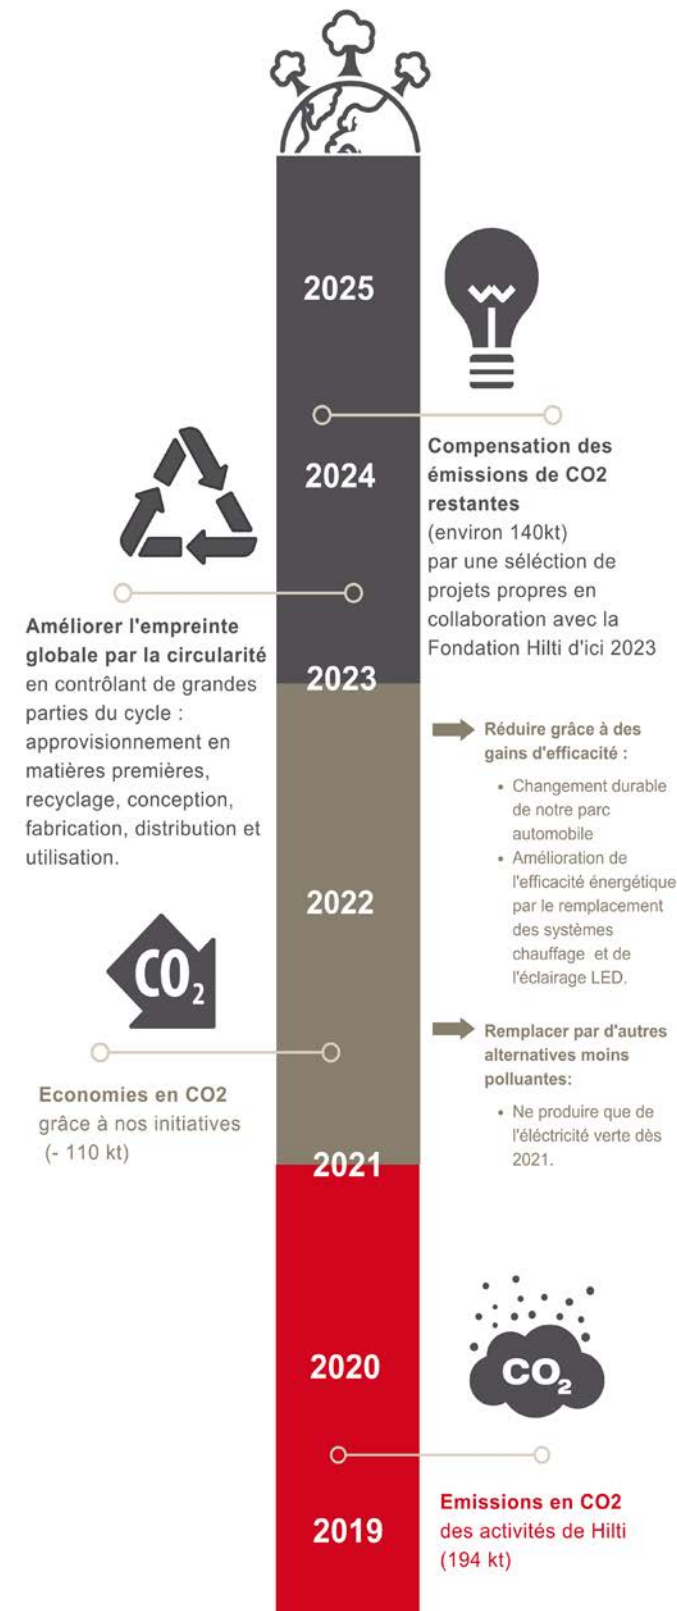 2025
Compensation des
émissions de CO2
restantes
(environ 140kt)
par une séléction de
projets propres en
collaboration avec la
Fondation Hilti d'ici 2023
2024
Améliorer l'empreinte
globale par la circularité
en contrôlant de grandes
parties du cycle :
approvisionnement en
matières premières,
recyclage, conception,
fabrication, distribution et
utilisation.
2023
Réduire grâce à des
gains d'efficacité :
• Changement durable
de notre parc
automobile
• Amélioration de
l'efficacité énergétique
par le remplacement
des systèmes
chauffage et de
l'éclairage LED.
2022
CO2
Economies en CO2
grâce à nos initiatives
(- 110 kt)
Remplacer par d'autres
alternatives moins
polluantes:
• Ne produire que de
l'éléctricité verte dès
2021.
2021
2020
CO2
Emissions en CO2
des activités de Hilti
(194 kt)
2019